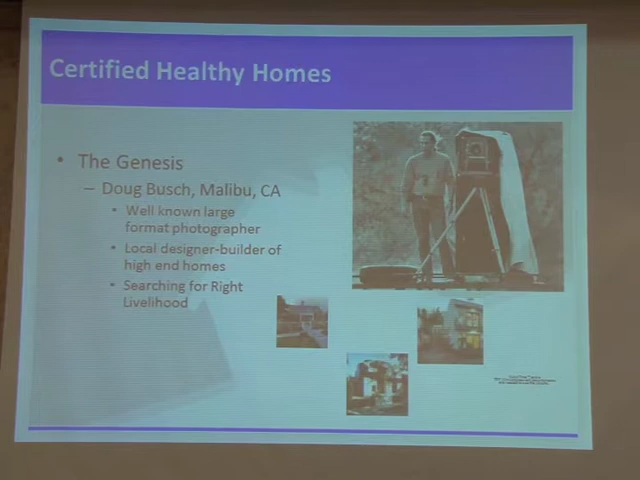 Certified Healthy Homes
• The Genesis
– Doug Busch, Malibu, CA
• Well known large
format photographer
• Local designer-builder of
high end homes
• Searching for Right
Livelihood